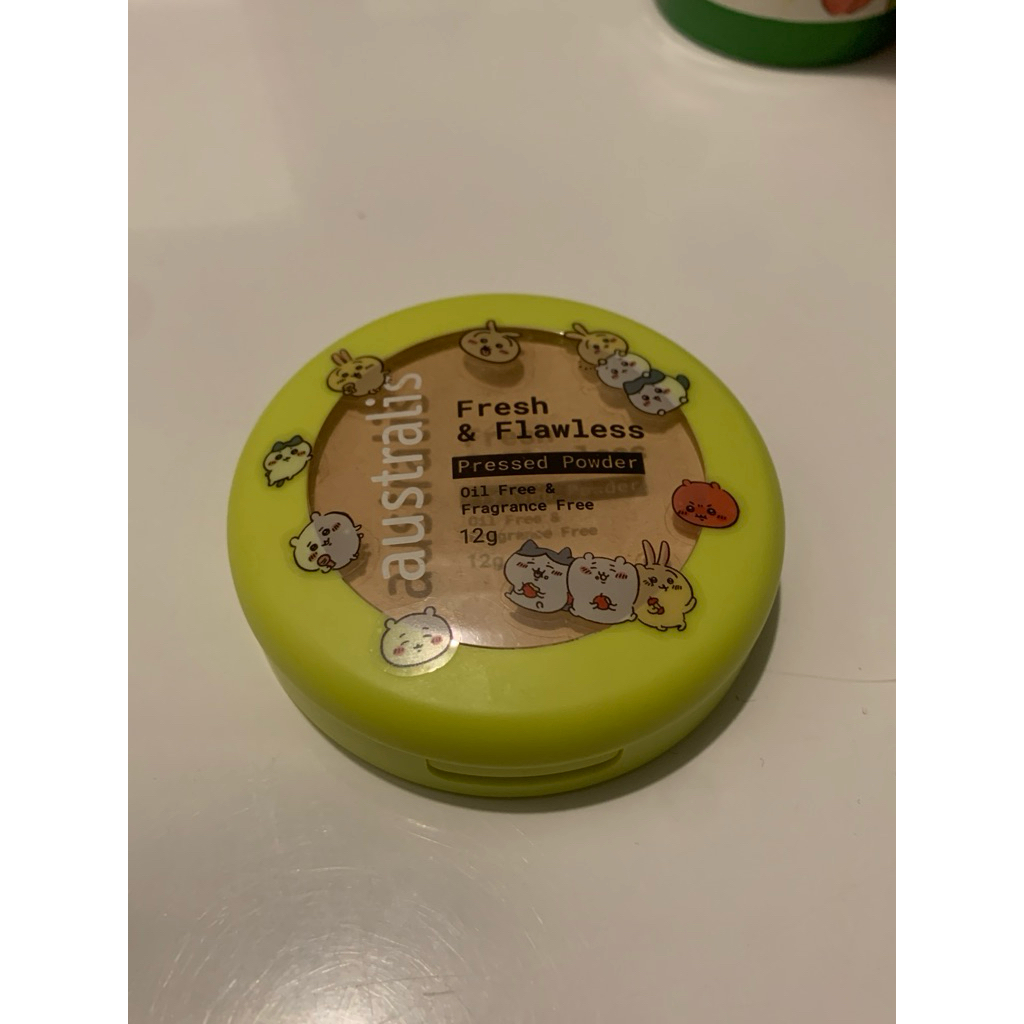 australis
Fresh
& Flawless
Pressed Powder
Oil Free &
Fragrance Free
12g